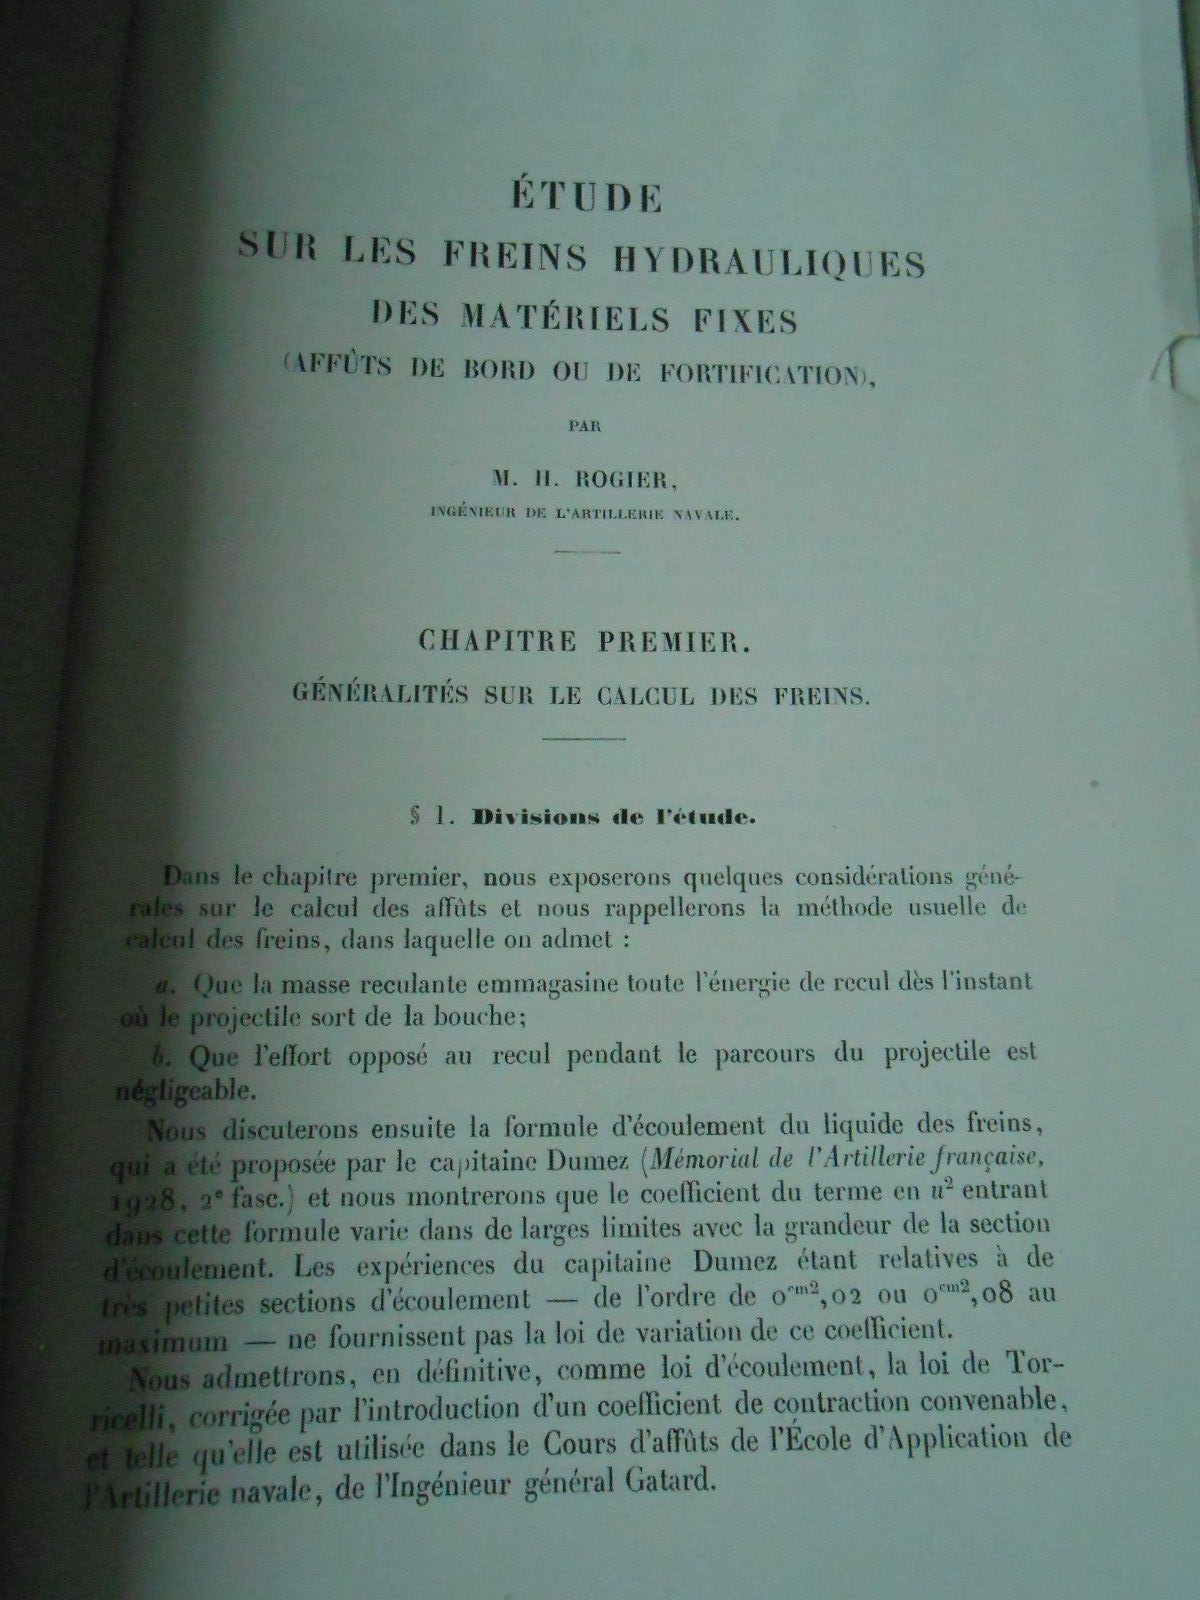 ÉTUDE
SUR LES FREINS HYDRAULIQUES
DES MATÉRIELS FIXES
(AFFÛTS DE BORD OU DE FORTIFICATION),
PAR
M. H. ROGIER,
INGÉNIEUR DE L'ARTILLERIE NAVALE.
CHAPITRE PREMIER.
GÉNÉRALITÉS SUR LE CALCUL DES FREINS.
§ 1. Divisions de l'étude.
Dans le chapitre premier, nous exposerons quelques considérations géné-
rales sur le calcul des affûts et nous rappellerons la méthode usuelle de
calcul des freins, dans laquelle on admet :
a. Que la masse reculante emmagasine toute l'énergie de recul dès l'instant
où le projectile sort de la bouche;
b. Que l'effort opposé au recul pendant le parcours du projectile est
négligeable.
Nous discuterons ensuite la formule d'écoulement du liquide des freins,
qui a été proposée par le capitaine Dumez (Mémorial de l'Artillerie française,
1928, 2e fasc.) et nous montrerons que le coefficient du terme en u² entrant
dans cette formule varie dans de larges limites avec la grandeur de la section
d'écoulement. Les expériences du capitaine Dumez étant relatives à de
très petites sections d'écoulement — de l'ordre de 0cm²,02 ou 0cm²,08 au
maximum — ne fournissent pas la loi de variation de ce coefficient.
Nous admettrons, en définitive, comme loi d'écoulement, la loi de Tor-
ricelli, corrigée par l'introduction d'un coefficient de contraction convenable,
et telle qu'elle est utilisée dans le Cours d'affûts de l'École d'Application de
l'Artillerie navale, de l'Ingénieur général Gatard.